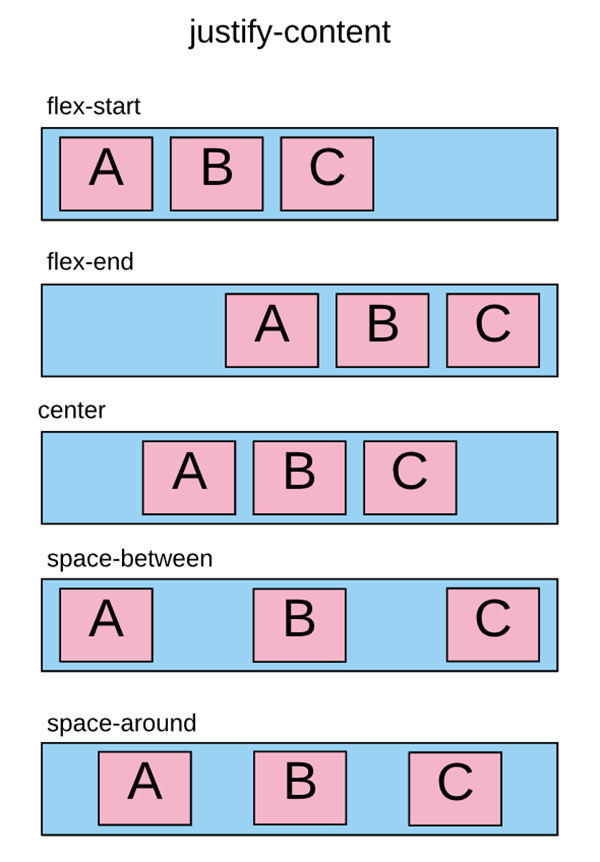 justify-content
flex-start
A B C
flex-end
A B C
center
A B C
space-between
A B C
space-around
A B C